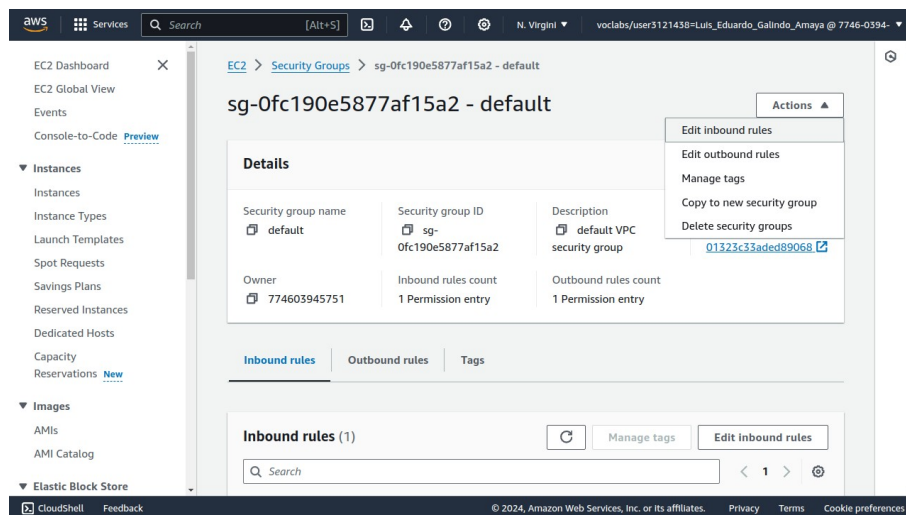 aws Services Search [Alt+S] N. Virgini voclabs/user3121438=Luis_Eduardo_Galindo_Amaya @ 7746-0394-
EC2 Dashboard
EC2 Global View
Events
Console-to-Code Preview
Instances
Instances
Instance Types
Launch Templates
Spot Requests
Savings Plans
Reserved Instances
Dedicated Hosts
Capacity
Reservations New
Images
AMIs
AMI Catalog
Elastic Block Store
EC2 > Security Groups > sg-0fc190e5877af15a2 - default
sg-0fc190e5877af15a2 - default
Actions
Edit inbound rules
Edit outbound rules
Manage tags
Copy to new security group
Delete security groups
Details
Security group name
default
Security group ID
sg-
0fc190e5877af15a2
Description
default VPC
security group
01323c33aded89068
Owner
774603945751
Inbound rules count
1 Permission entry
Outbound rules count
1 Permission entry
Inbound rules Outbound rules Tags
Inbound rules (1)
Manage tags
Edit inbound rules
Search
1
CloudShell Feedback © 2024, Amazon Web Services, Inc. or its affiliates. Privacy Terms Cookie preferences